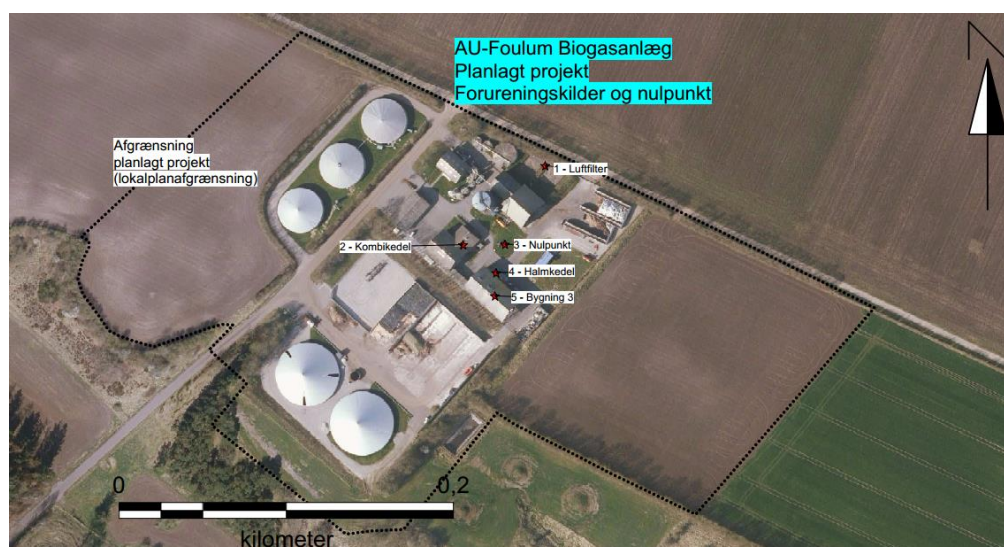 AU-Foulum Biogasanlæg
Planlagt projekt
Forureningskilder og nulpunkt
Afgrænsning
planlagt projekt
(lokalplanafgrænsning)
1 - Luftfilter
2 - Kombikedel
3 - Nulpunkt
4 - Halmkedel
5 - Bygning 3
0
0,2
kilometer